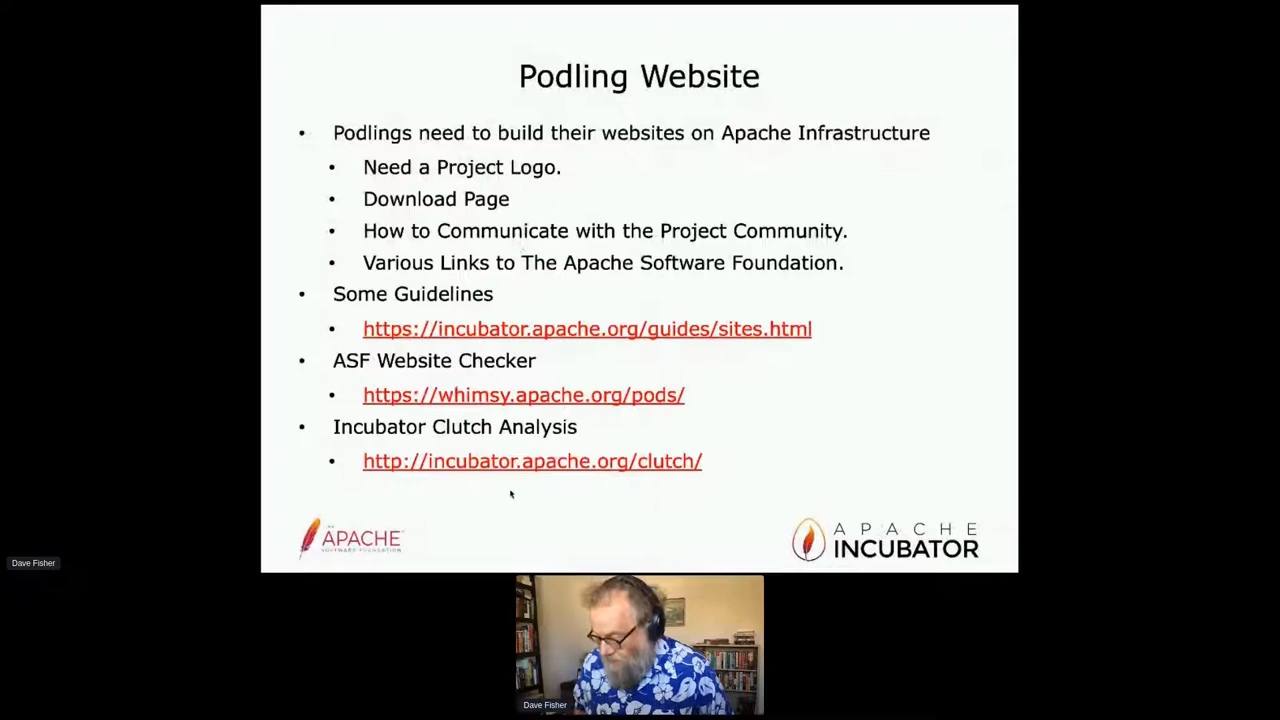 Podling Website
• Podlings need to build their websites on Apache Infrastructure
• Need a Project Logo.
• Download Page
• How to Communicate with the Project Community.
• Various Links to The Apache Software Foundation.
• Some Guidelines
• https://incubator.apache.org/guides/sites.html
• ASF Website Checker
• https://whimsy.apache.org/pods/
• Incubator Clutch Analysis
• http://incubator.apache.org/clutch/
THE
APACHE
SOFTWARE FOUNDATION
APACHE
INCUBATOR
Dave Fisher
Dave Fisher